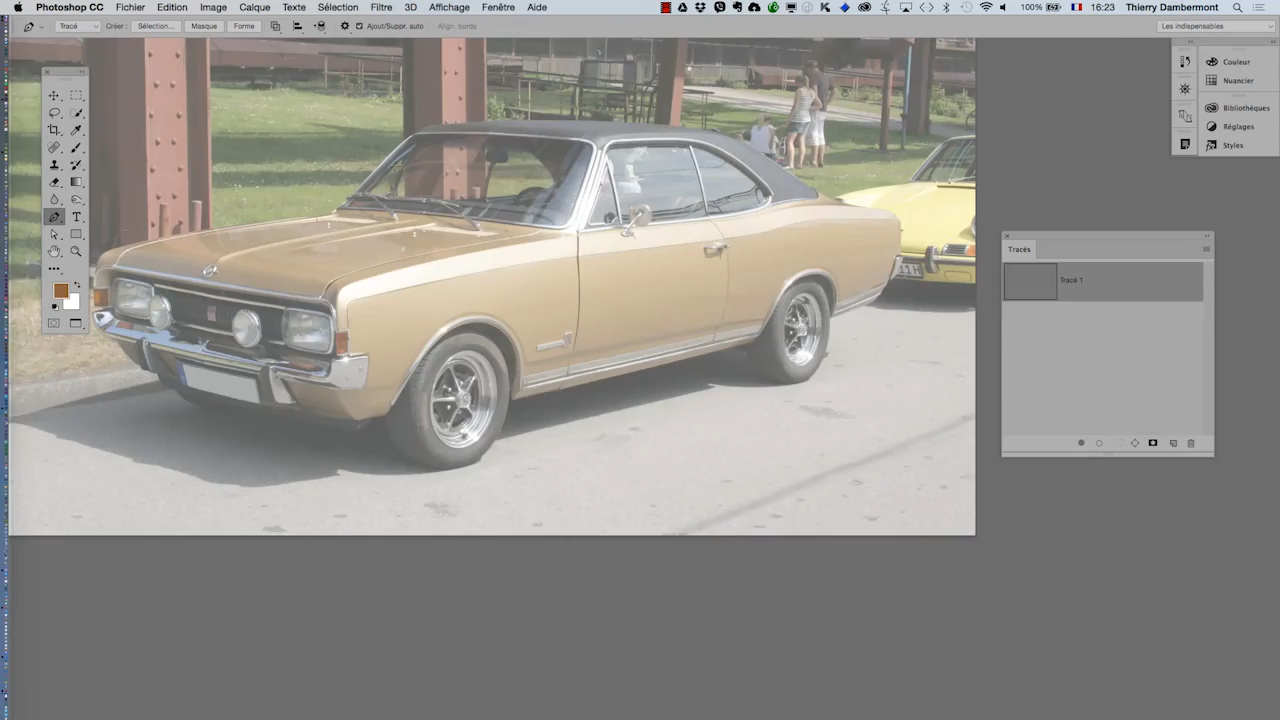 Photoshop CC Fichier Edition Image Calque Texte Sélection Filtre 3D Affichage Fenêtre Aide 100% 16:23 Thierry Dambermont
Tracé Créer : Sélection... Masque Forme Ajout/Suppr. auto Align. bords Les indispensables
Couleur
Nuancier
Bibliothèques
Réglages
Styles
Tracés
Tracé 1